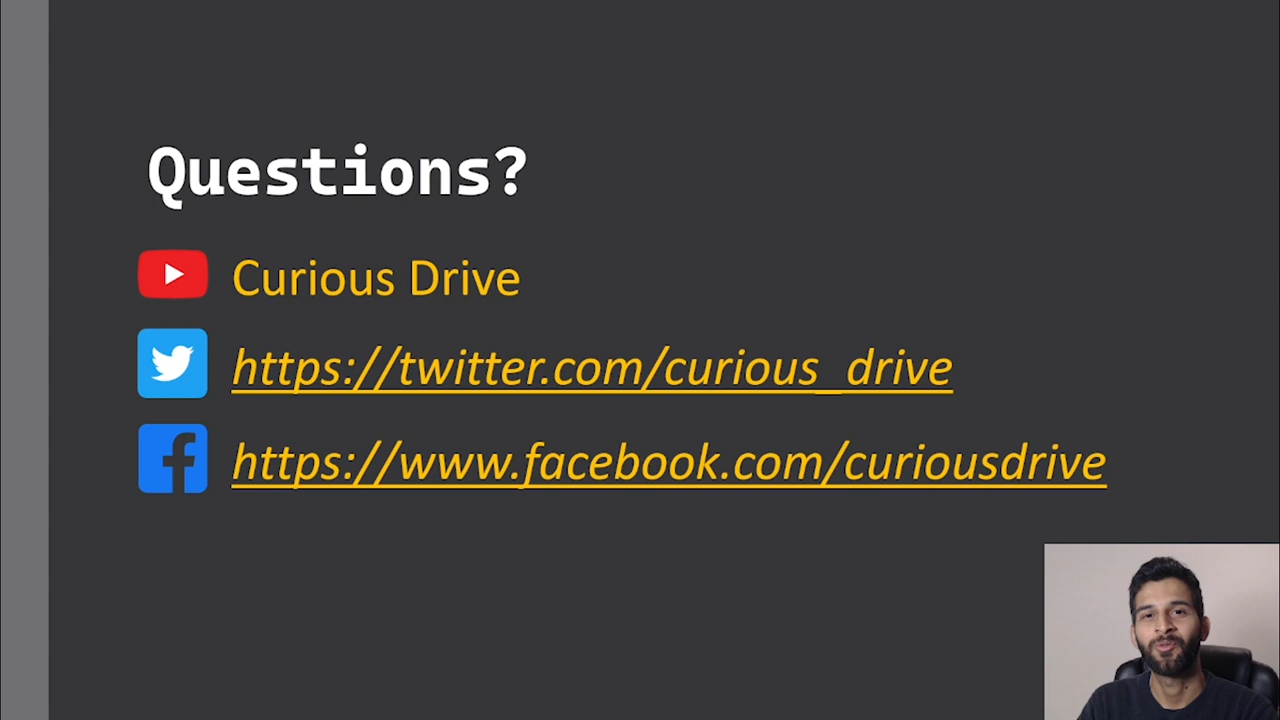 Questions?
Curious Drive
https://twitter.com/curious_drive
https://www.facebook.com/curiousdrive